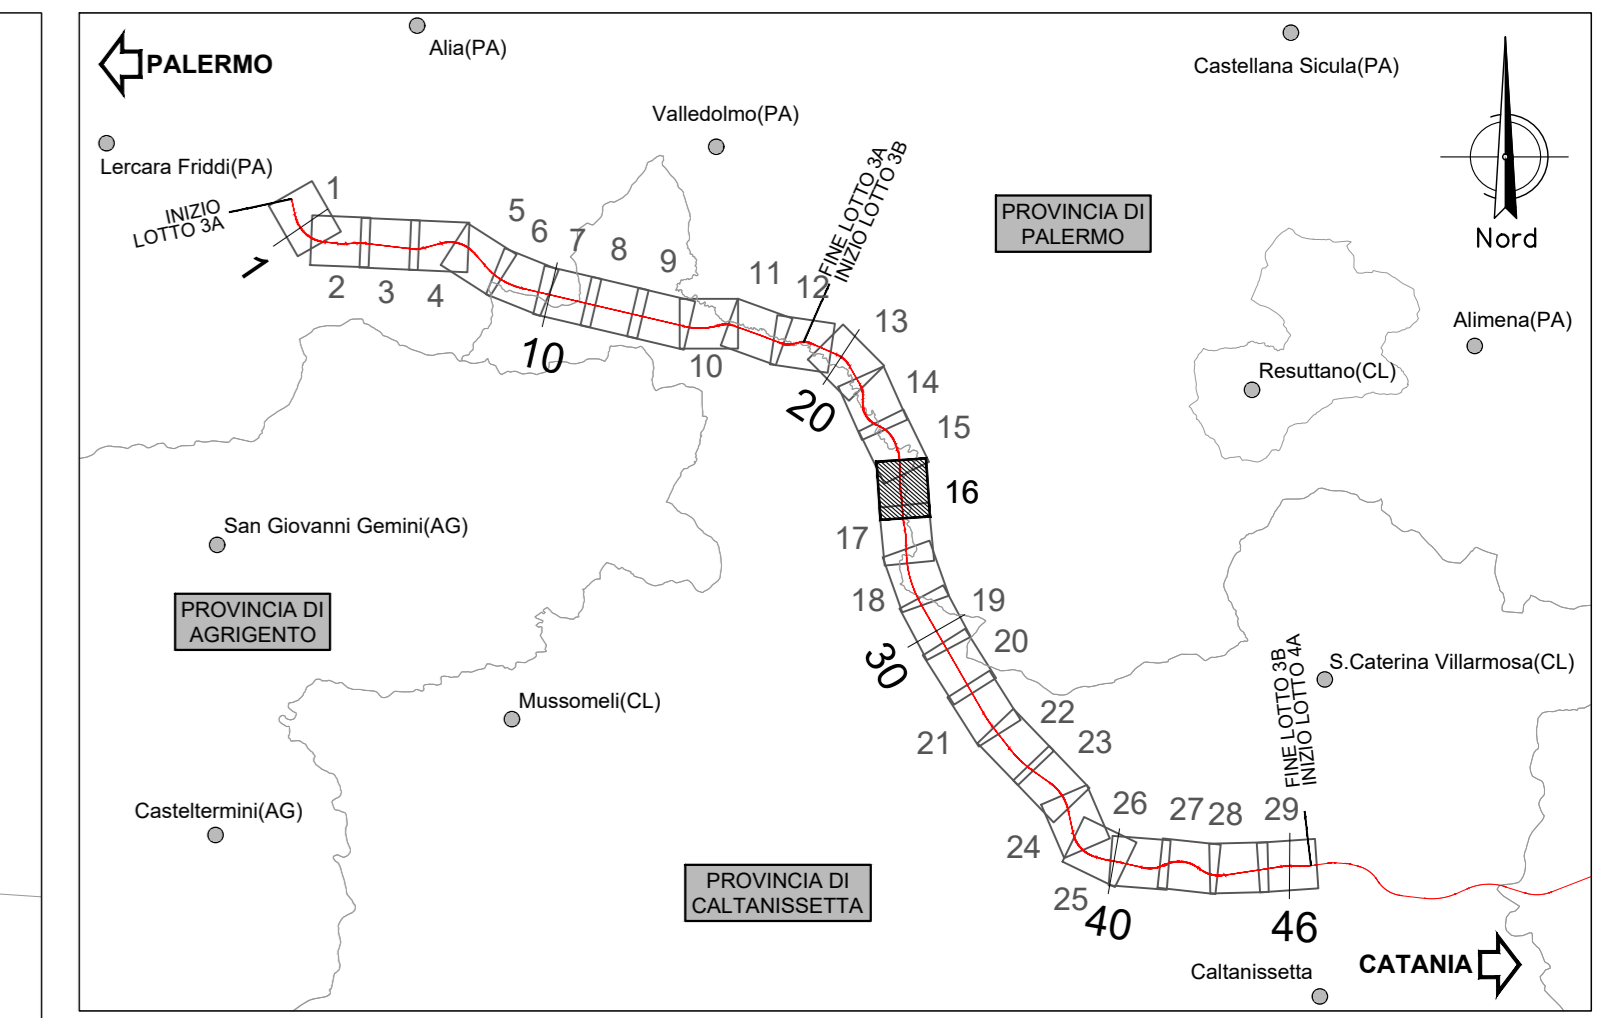 PALERMO
Alia(PA)
Castellana Sicula(PA)
Valledolmo(PA)
Lercara Friddi(PA)
INIZIO
LOTTO 3A
FINE LOTTO 3A
INIZIO LOTTO 3B
PROVINCIA DI
PALERMO
Nord
1
1
2
3
4
5
6
7
8
9
10
10
11
12
13
14
15
16
17
18
19
20
20
21
22
23
24
25
26
27
28
29
30
40
46
Alimena(PA)
Resuttano(CL)
San Giovanni Gemini(AG)
PROVINCIA DI
AGRIGENTO
Mussomeli(CL)
S.Caterina Villarmosa(CL)
FINE LOTTO 3B
INIZIO LOTTO 4A
Casteltermini(AG)
PROVINCIA DI
CALTANISSETTA
Caltanissetta
CATANIA